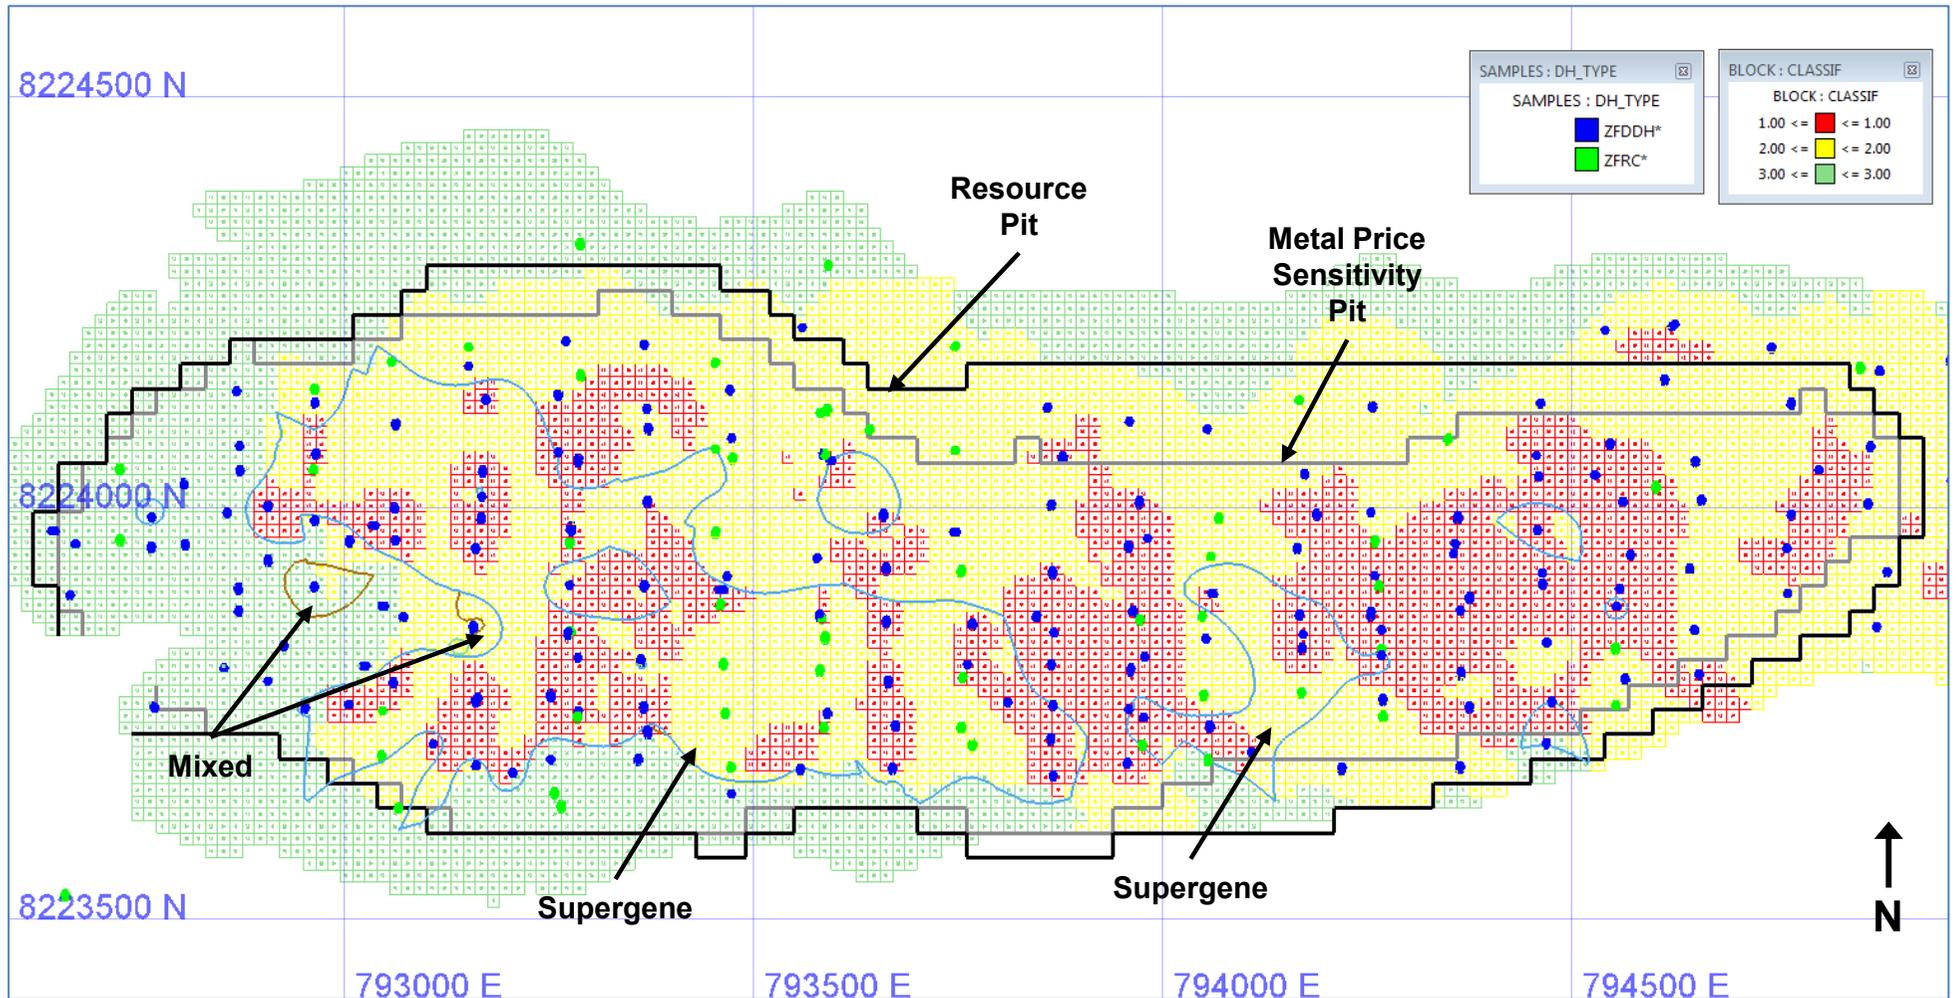 8224500 N
SAMPLES : DH_TYPE
SAMPLES : DH_TYPE
ZFDDH*
ZFRC*
BLOCK : CLASSIF
BLOCK : CLASSIF
1.00 <= <= 1.00
2.00 <= <= 2.00
3.00 <= <= 3.00
Resource
Pit
Metal Price
Sensitivity
Pit
8224000 N
Mixed
Supergene
Supergene
8223500 N
N
793000 E
793500 E
794000 E
794500 E